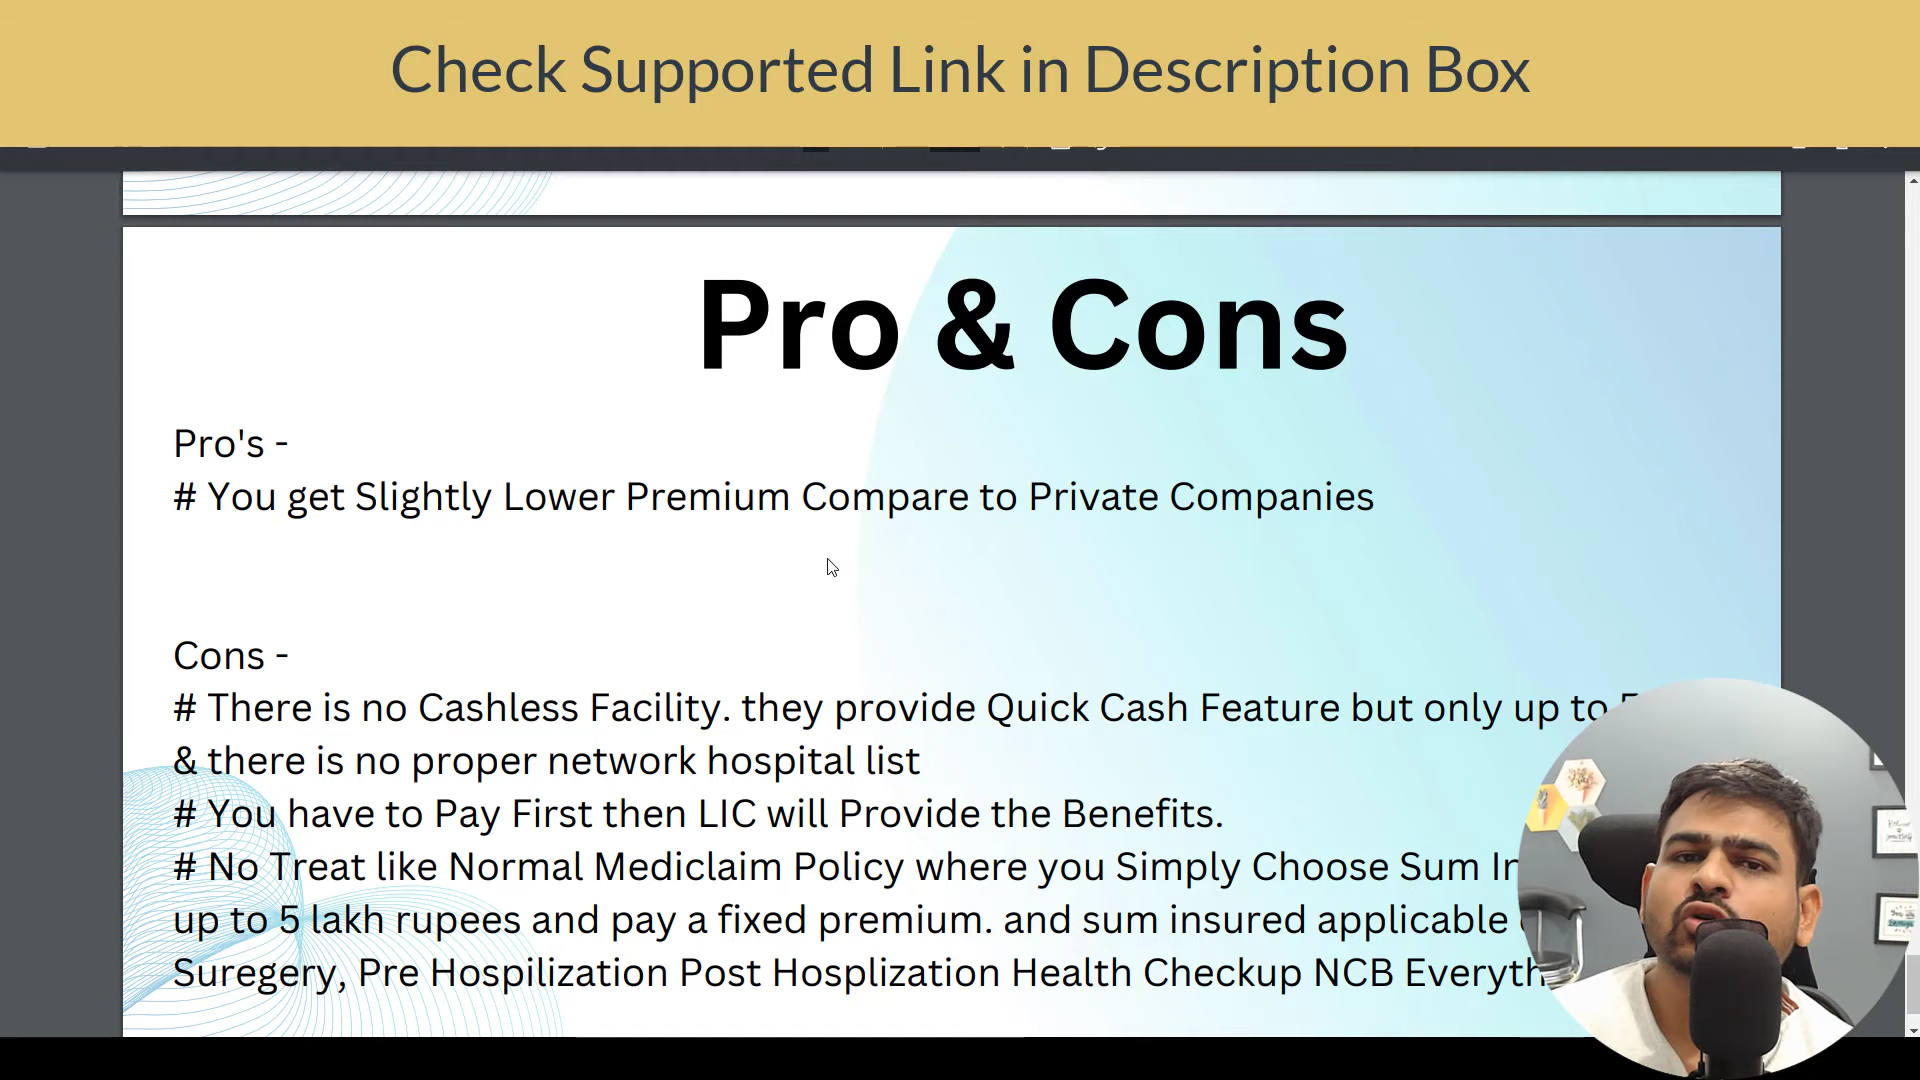 Check Supported Link in Description Box
Pro & Cons
Pro's -
# You get Slightly Lower Premium Compare to Private Companies
Cons -
# There is no Cashless Facility. they provide Quick Cash Feature but only up to
& there is no proper network hospital list
# You have to Pay First then LIC will Provide the Benefits.
# No Treat like Normal Mediclaim Policy where you Simply Choose Sum
up to 5 lakh rupees and pay a fixed premium. and sum insured applicable
Suregery, Pre Hospilization Post Hosplization Health Checkup NCB